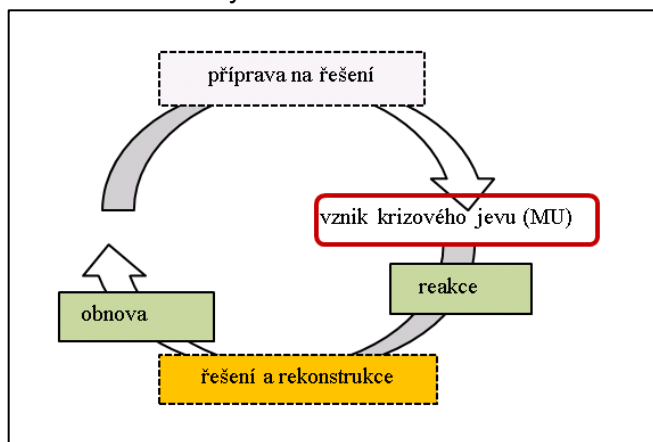 příprava na řešení
vznik krizového jevu (MU)
reakce
obnova
řešení a rekonstrukce